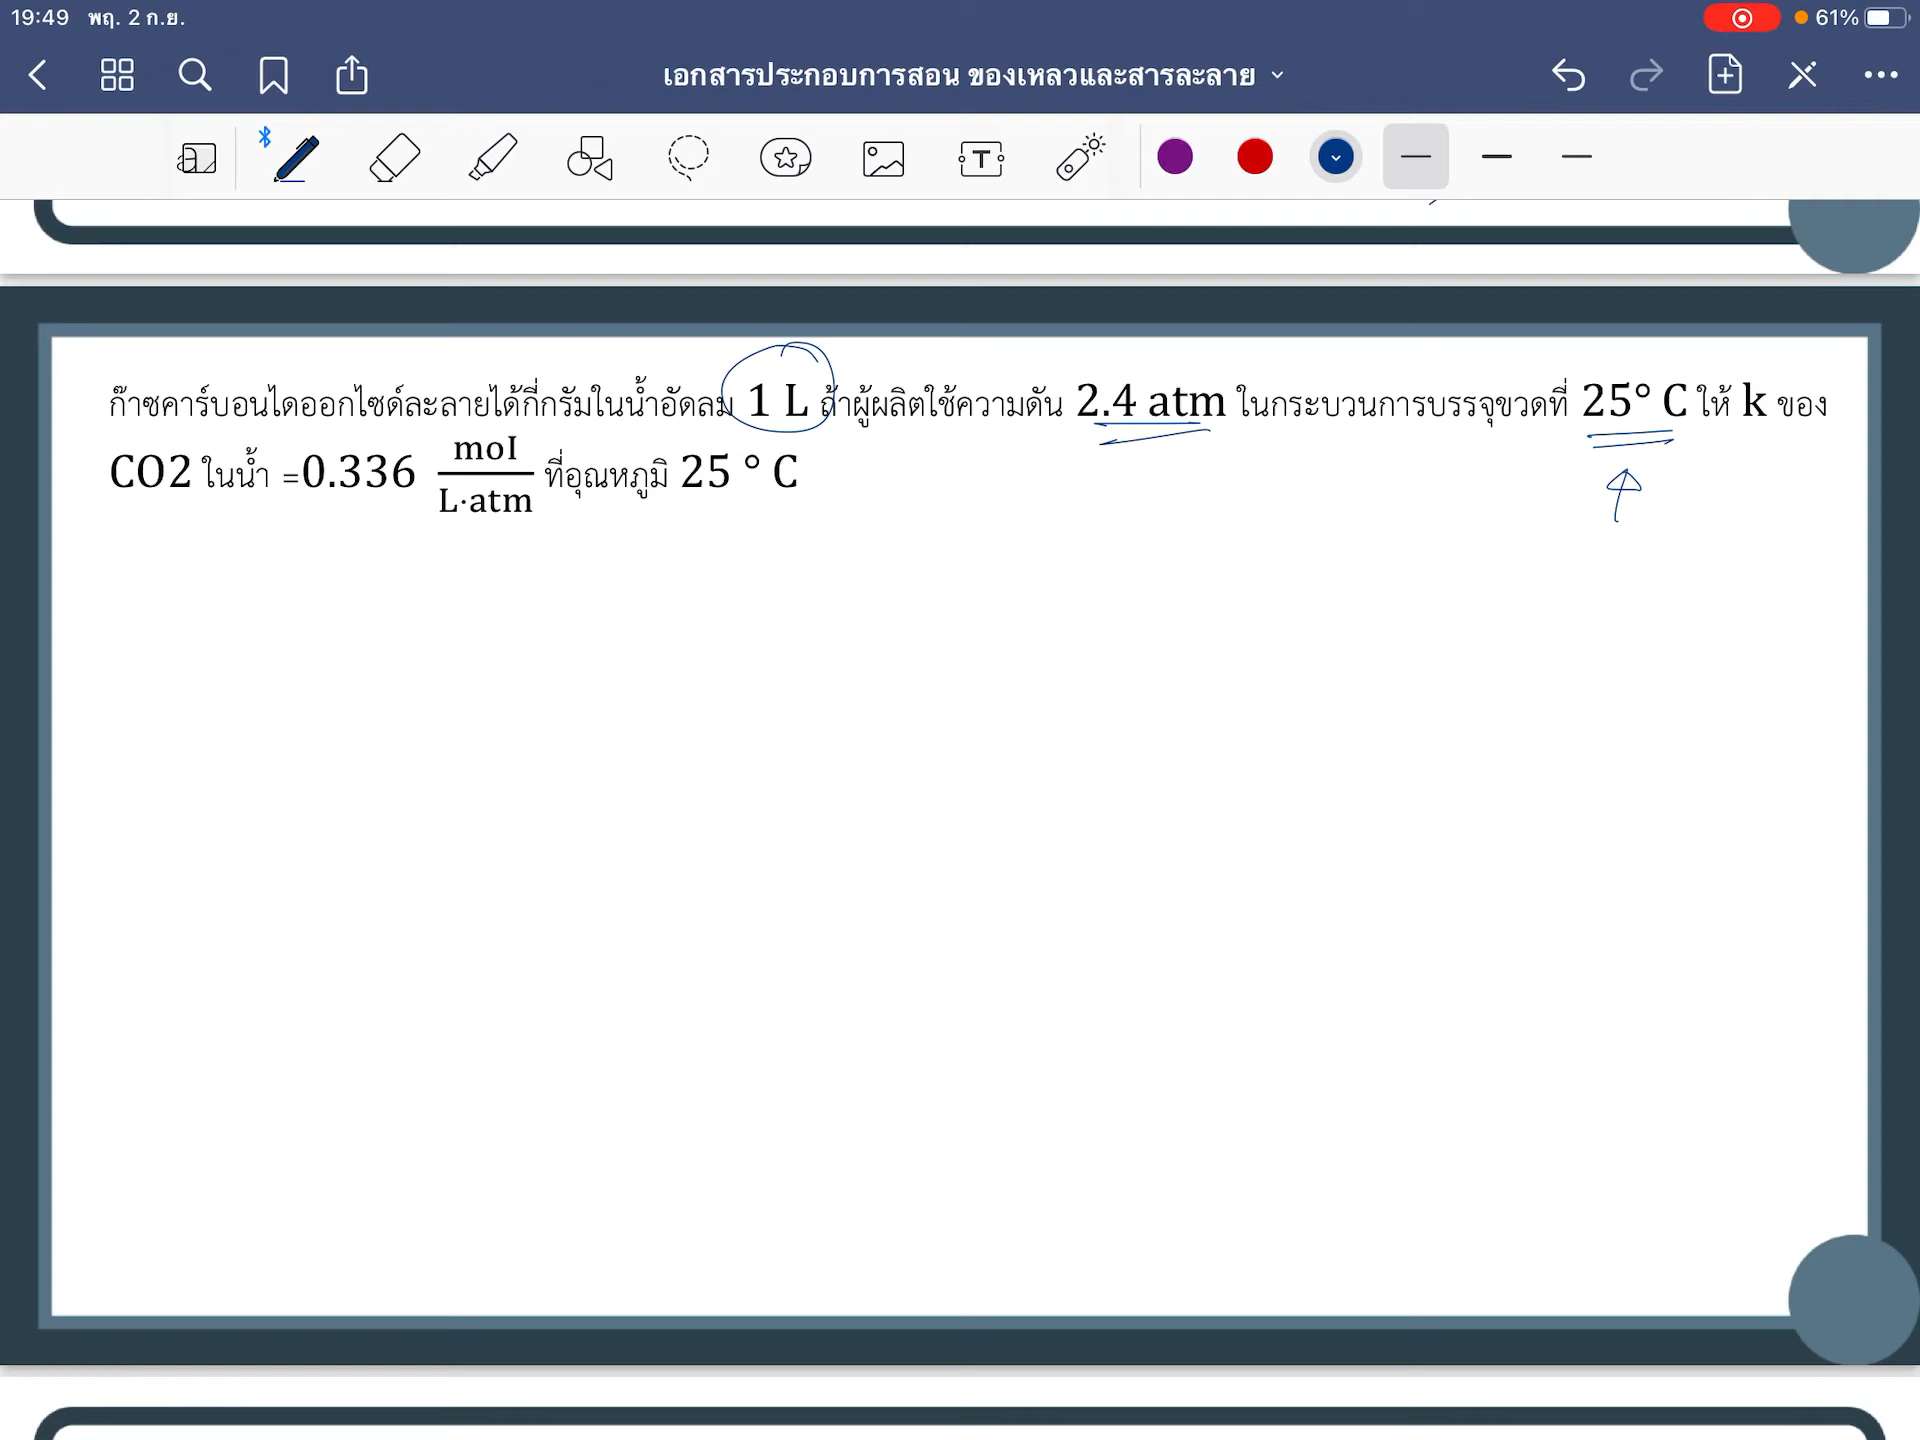 19:49 พฤ. 2 ก.ย.
61%
เอกสารประกอบการสอน ของเหลวและสารละลาย
ก๊าซคาร์บอนไดออกไซด์ละลายได้กี่กรัมในน้ำอัดลม 1 L ถ้าผู้ผลิตใช้ความดัน 2.4 atm ในกระบวนการบรรจุขวดที่ 25° C ให้ k ของ
CO2 ในน้ำ =0.336 mol/L·atm ที่อุณหภูมิ 25 ° C